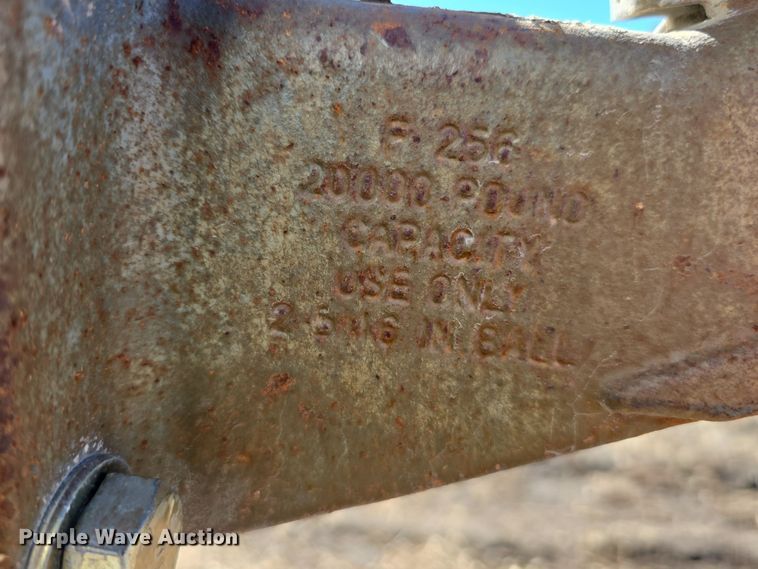 F-256
20000-POUND
CAPACITY
USE ONLY
2-5/16 IN. BALL
Purple Wave Auction